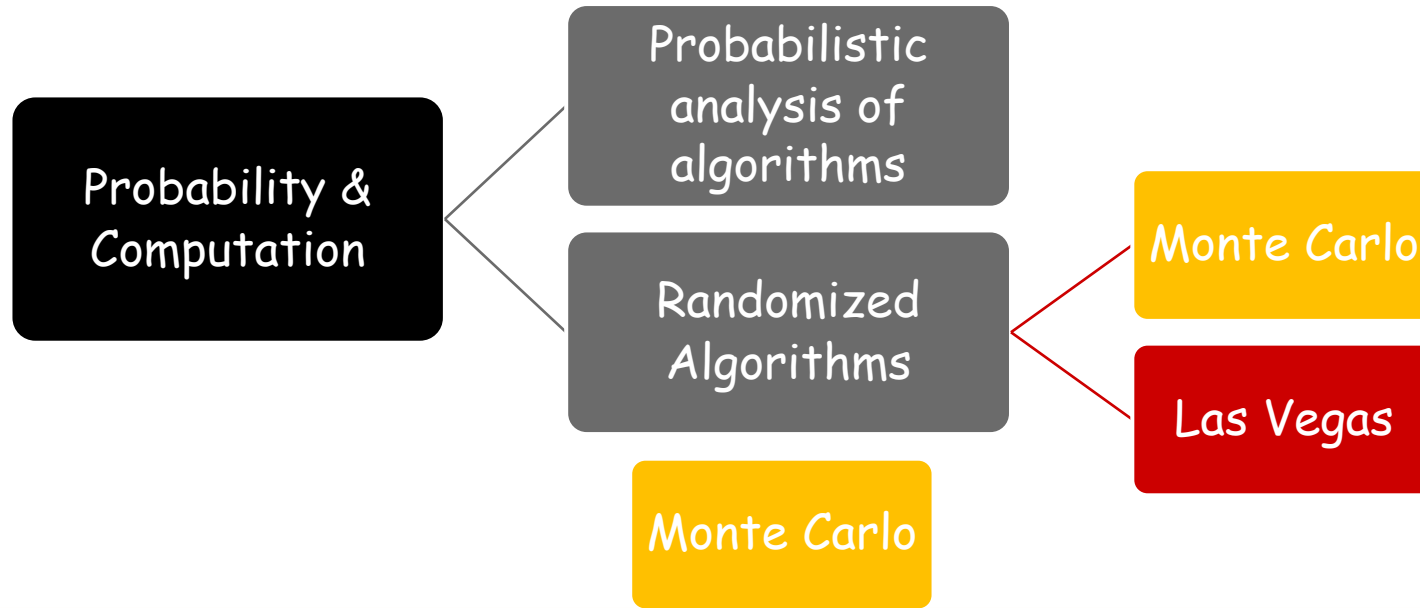 Probability &
Computation
Probabilistic
analysis of
algorithms
Randomized
Algorithms
Monte Carlo
Las Vegas
Monte Carlo